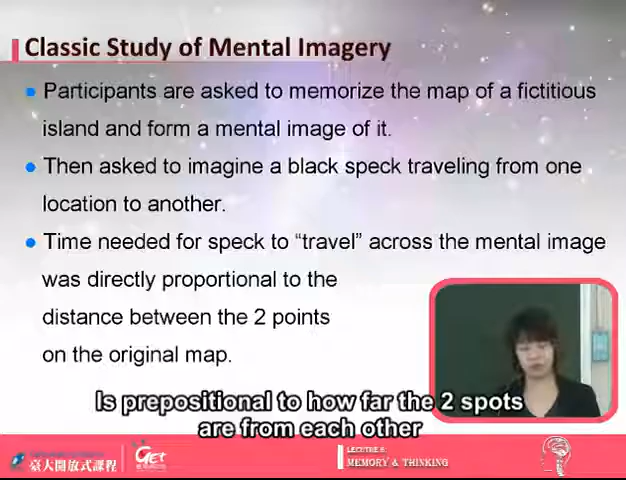 Classic Study of Mental Imagery
Participants are asked to memorize the map of a fictitious
island and form a mental image of it.
Then asked to imagine a black speck traveling from one
location to another.
Time needed for speck to “travel” across the mental image
was directly proportional to the
distance between the 2 points
on the original map.
Is prepositional to how far the 2 spots
are from each other
臺大開放式課程
GET
LECTURE 6:
MEMORY & THINKING